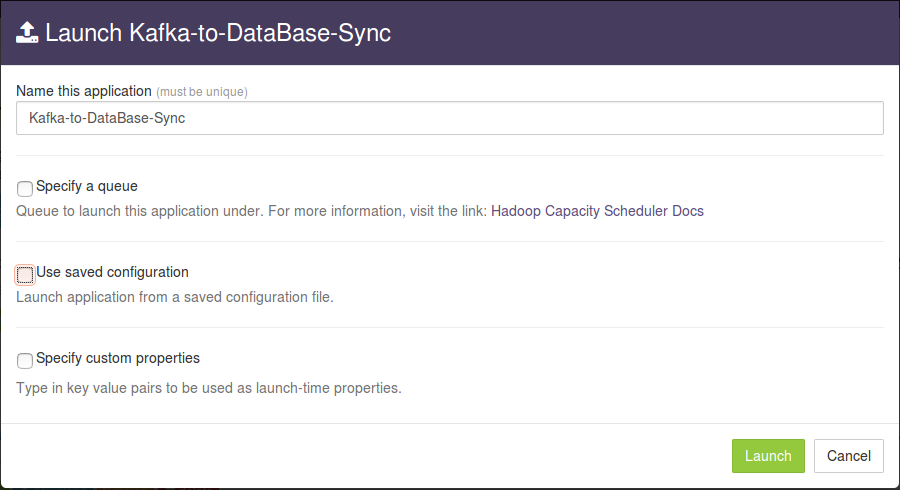 Launch Kafka-to-DataBase-Sync
Name this application (must be unique)
Kafka-to-DataBase-Sync
Specify a queue
Queue to launch this application under. For more information, visit the link: Hadoop Capacity Scheduler Docs
Use saved configuration
Launch application from a saved configuration file.
Specify custom properties
Type in key value pairs to be used as launch-time properties.
Launch Cancel